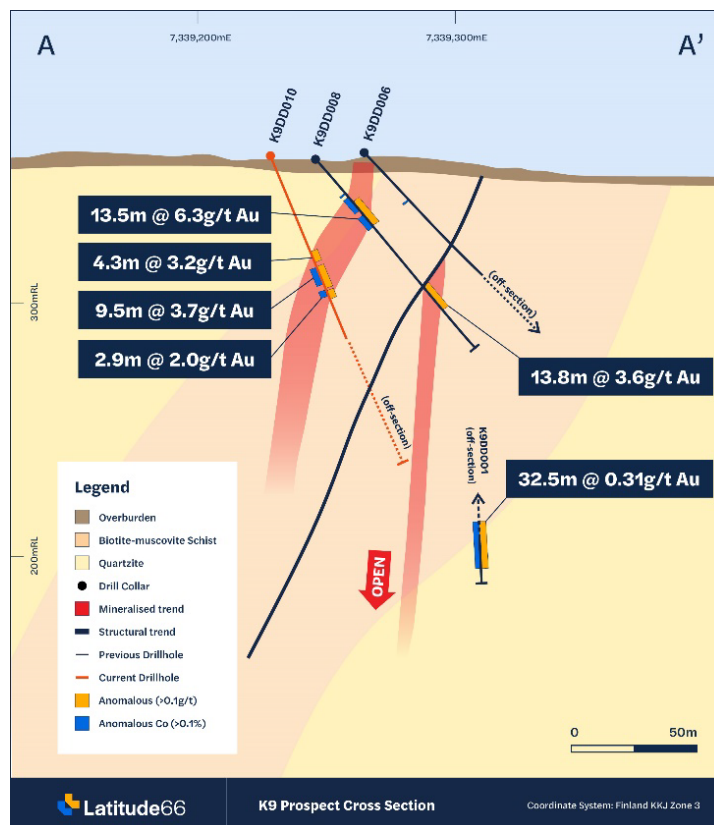 A
7,339,200mE
7,339,300mE
A’
K9DD010
K9DD008
K9DD006
13.5m @ 6.3g/t Au
4.3m @ 3.2g/t Au
9.5m @ 3.7g/t Au
2.9m @ 2.0g/t Au
300mRL
(off-section)
13.8m @ 3.6g/t Au
(off-section)
K9DD001
(off-section)
32.5m @ 0.31g/t Au
200mRL
OPEN
Legend
Overburden
Biotite-muscovite Schist
Quartzite
Drill Collar
Mineralised trend
Structural trend
Previous Drillhole
Current Drillhole
Anomalous (>0.1g/t)
Anomalous Co (>0.1%)
0 50m
Latitude66
K9 Prospect Cross Section
Coordinate System: Finland KKJ Zone 3